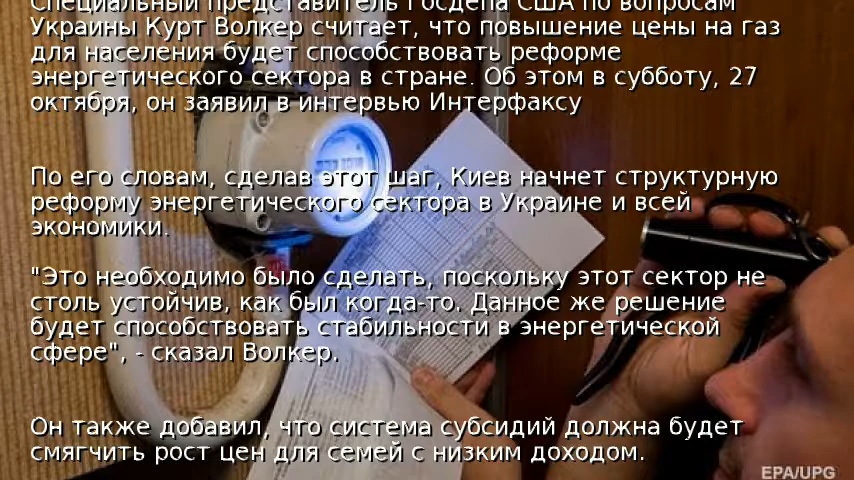 Специальный представитель Госдепа США по вопросам
Украины Курт Волкер считает, что повышение цены на газ
для населения будет способствовать реформе
энергетического сектора в стране. Об этом в субботу, 27
октября, он заявил в интервью Интерфаксу
По его словам, сделав этот шаг, Киев начнет структурную
реформу энергетического сектора в Украине и всей
экономики.
"Это необходимо было сделать, поскольку этот сектор не
столь устойчив, как был когда-то. Данное же решение
будет способствовать стабильности в энергетической
сфере", - сказал Волкер.
Он также добавил, что система субсидий должна будет
смягчить рост цен для семей с низким доходом.
EPA/UPG